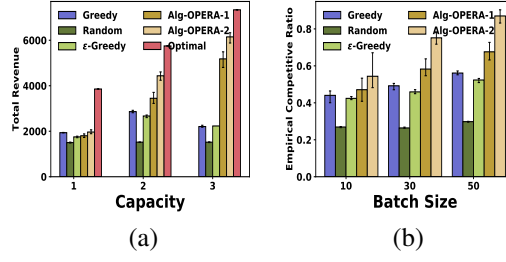 Greedy
Random
ε-Greedy
Alg-OPERA-1
Alg-OPERA-2
Optimal
Total Revenue
6000
4000
2000
0
1 2 3
Capacity
(a)
Greedy
Random
ε-Greedy
Alg-OPERA-1
Alg-OPERA-2
Empirical Competitive Ratio
0.8
0.6
0.4
0.2
0.0
10 30 50
Batch Size
(b)